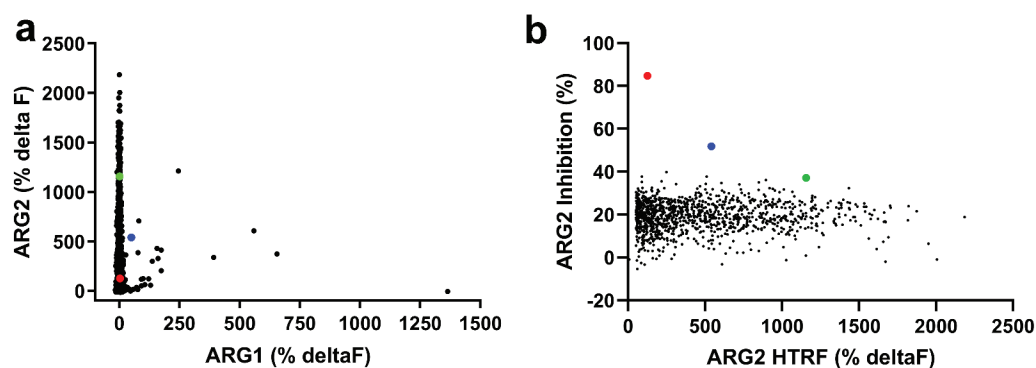 a
ARG2 (% delta F)
2500
2000
1500
1000
500
0
0 250 500 750 1000 1250 1500
ARG1 (% deltaF)
b
ARG2 Inhibition (%)
100
80
60
40
20
0
-20
0 500 1000 1500 2000 2500
ARG2 HTRF (% deltaF)